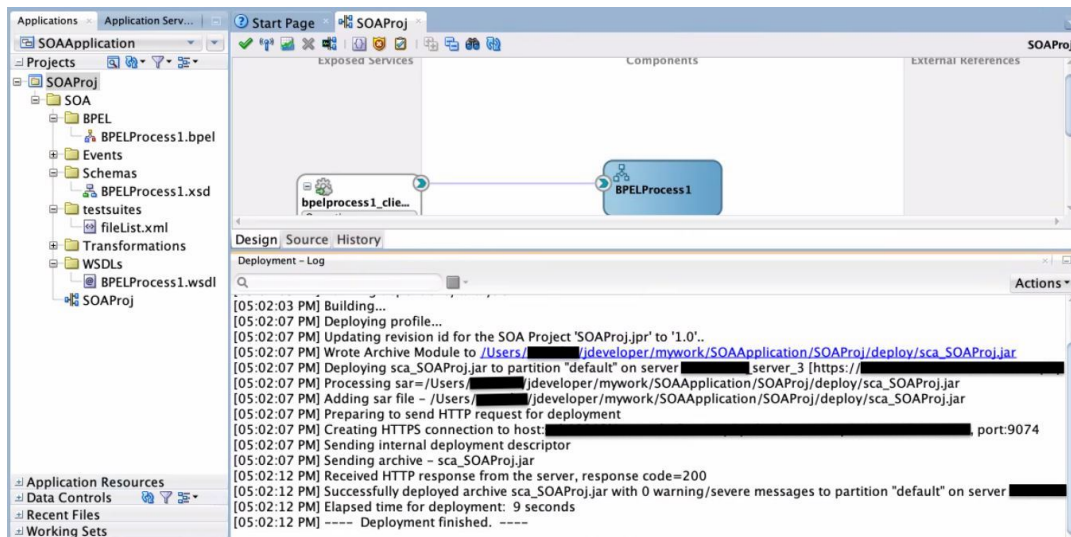 Applications
Application Serv...
SOAApplication
Projects
SOAProj
SOA
BPEL
BPELProcess1.bpel
Events
Schemas
BPELProcess1.xsd
testsuites
fileList.xml
Transformations
WSDLs
BPELProcess1.wsdl
SOAProj
Application Resources
Data Controls
Recent Files
Working Sets
Start Page
SOAProj
SOAProj
Exposed Services
Components
External References
bpelprocess1_clie...
BPELProcess1
Design Source History
Deployment - Log
Actions
[05:02:03 PM] Building...
[05:02:07 PM] Deploying profile...
[05:02:07 PM] Updating revision id for the SOA Project 'SOAProj.jpr' to '1.0'..
[05:02:07 PM] Wrote Archive Module to /Users/ /jdeveloper/mywork/SOAApplication/SOAProj/deploy/sca_SOAProj.jar
[05:02:07 PM] Deploying sca_SOAProj.jar to partition "default" on server _server_3 [https://
[05:02:07 PM] Processing sar=/Users/ /jdeveloper/mywork/SOAApplication/SOAProj/deploy/sca_SOAProj.jar
[05:02:07 PM] Adding sar file - /Users/ /jdeveloper/mywork/SOAApplication/SOAProj/deploy/sca_SOAProj.jar
[05:02:07 PM] Preparing to send HTTP request for deployment
[05:02:07 PM] Creating HTTPS connection to host: , port:9074
[05:02:07 PM] Sending internal deployment descriptor
[05:02:07 PM] Sending archive - sca_SOAProj.jar
[05:02:12 PM] Received HTTP response from the server, response code=200
[05:02:12 PM] Successfully deployed archive sca_SOAProj.jar with 0 warning/severe messages to partition "default" on server
[05:02:12 PM] Elapsed time for deployment: 9 seconds
[05:02:12 PM] ---- Deployment finished. ----